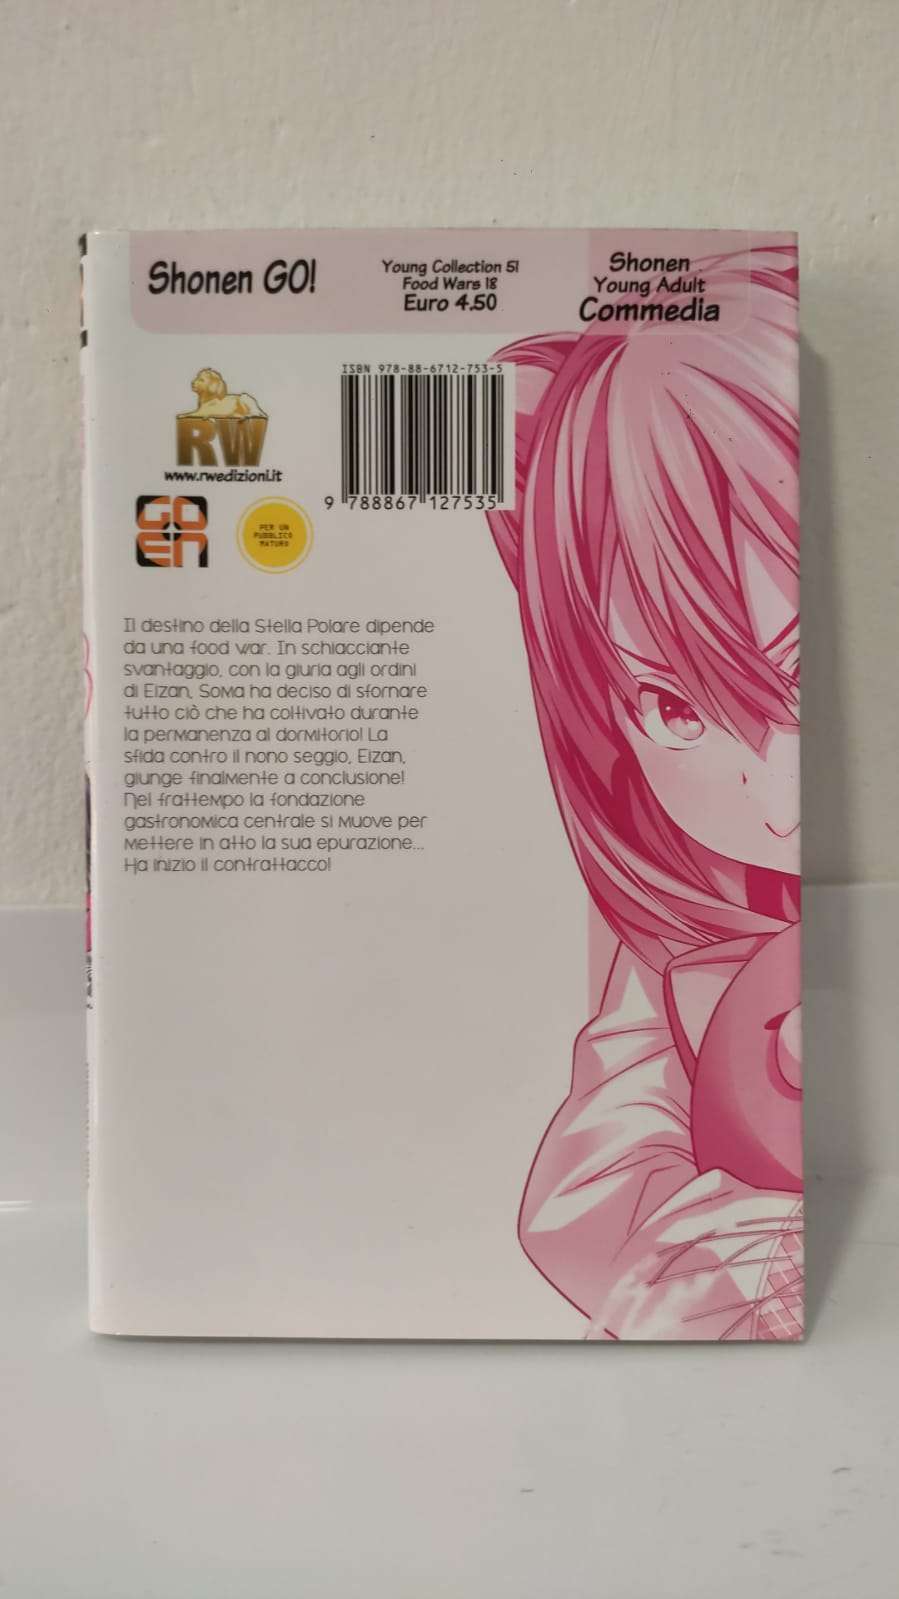 Shonen GO!
Young Collection 51
Food Wars 18
Euro 4.50
Shonen
Young Adult
Commedia
RW
www.rwedizioni.it
ISBN 978-88-6712-753-5
9 788867 127535
GO
EN
PER UN
PUBBLICO
MATURO
Il destino della Stella Polare dipende
da una food war. In schiacciante
svantaggio, con la giuria agli ordini
di Eizan, Soma ha deciso di sfornare
tutto ciò che ha coltivato durante
la permanenza al dormitorio! La
sfida contro il nono seggio, Eizan,
giunge finalmente a conclusione!
Nel frattempo la fondazione
gastronomica centrale si muove per
mettere in atto la sua epurazione...
Ha inizio il contrattacco!